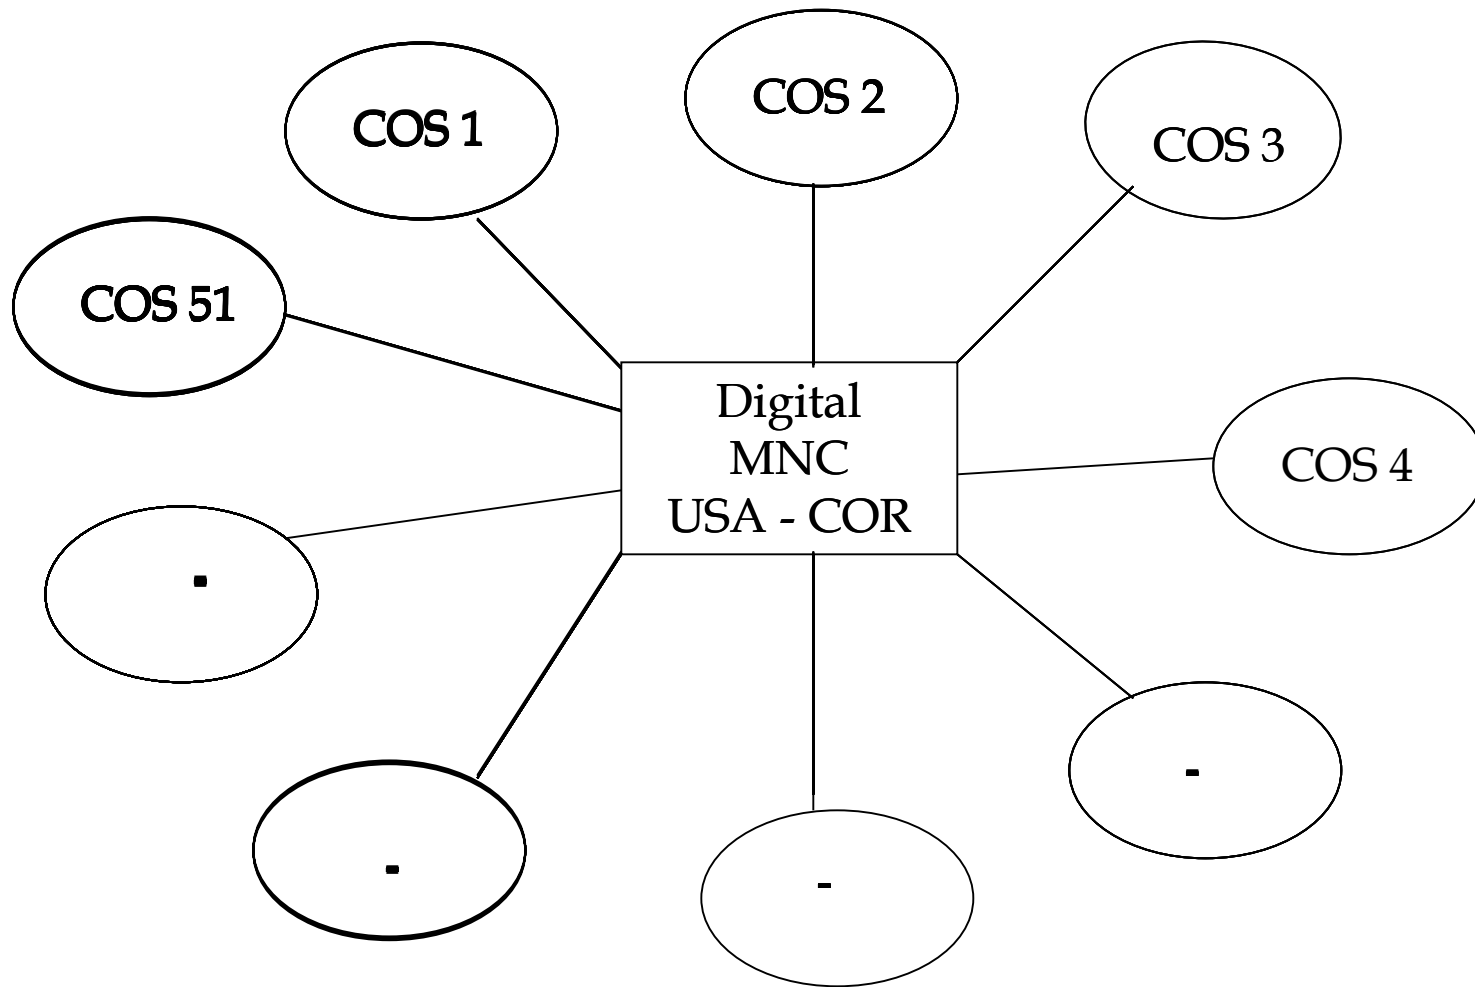 COS 1
COS 2
COS 3
COS 51
Digital
MNC
USA - COR
COS 4
-
-
-
-